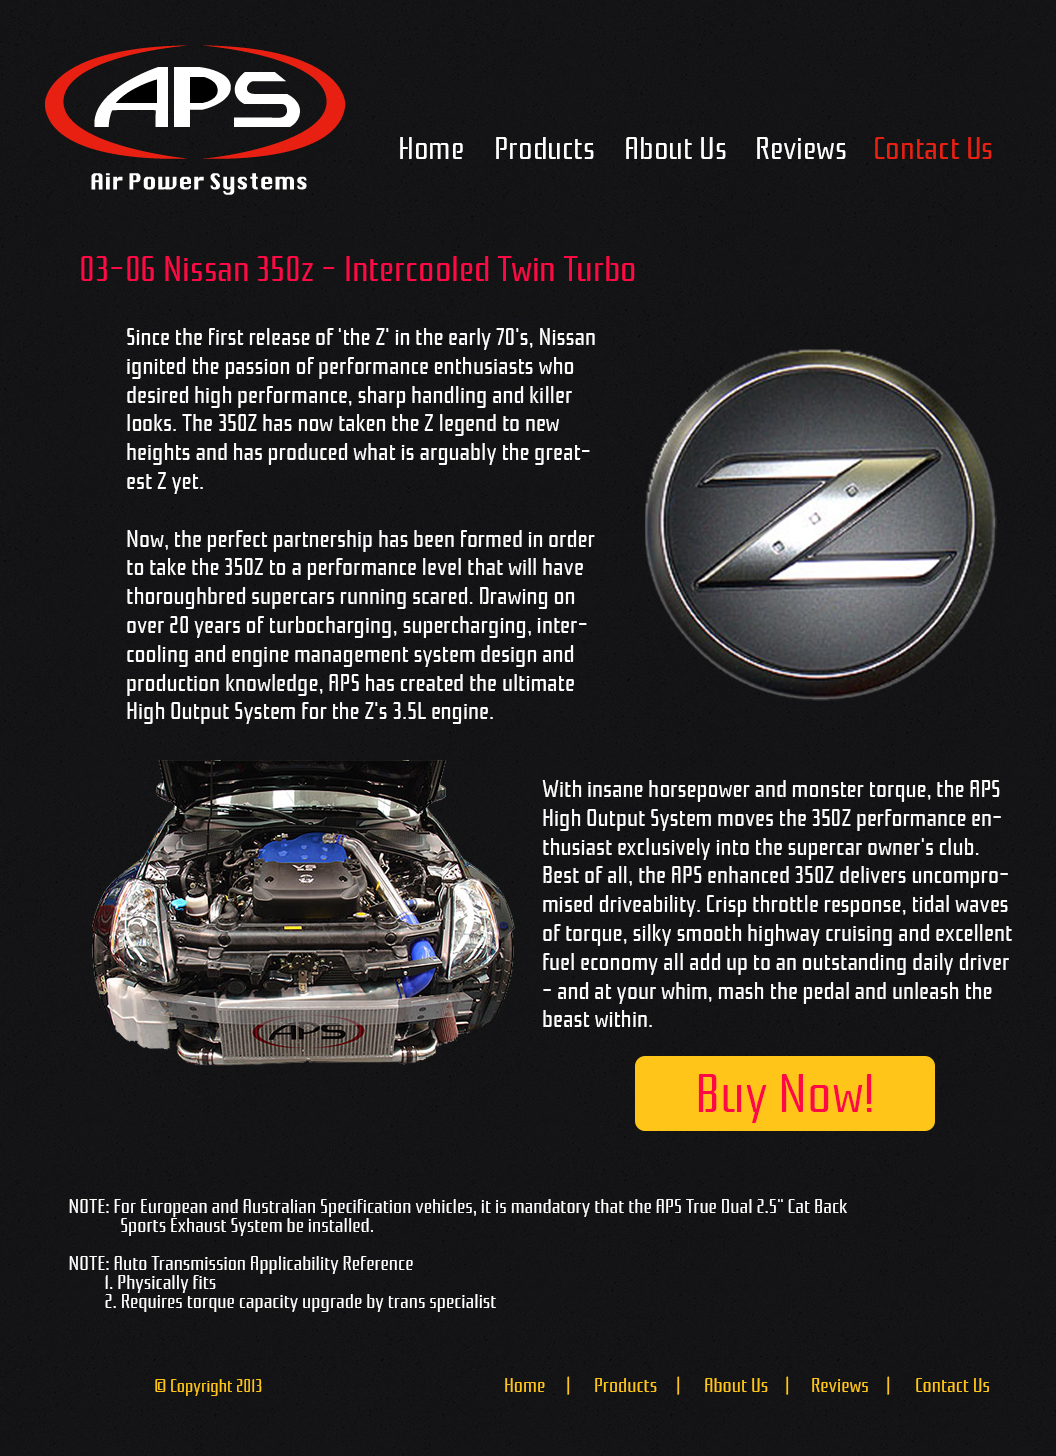 APS
Air Power Systems
Home Products About Us Reviews Contact Us
03-06 Nissan 350z - Intercooled Twin Turbo
Since the first release of 'the Z' in the early 70's, Nissan
ignited the passion of performance enthusiasts who
desired high performance, sharp handling and killer
looks. The 350Z has now taken the Z legend to new
heights and has produced what is arguably the great-
est Z yet.
Now, the perfect partnership has been formed in order
to take the 350Z to a performance level that will have
thoroughbred supercars running scared. Drawing on
over 20 years of turbocharging, supercharging, inter-
cooling and engine management system design and
production knowledge, APS has created the ultimate
High Output System for the Z's 3.5L engine.
Z
APS
With insane horsepower and monster torque, the APS
High Output System moves the 350Z performance en-
thusiast exclusively into the supercar owner's club.
Best of all, the APS enhanced 350Z delivers uncompro-
mised driveability. Crisp throttle response, tidal waves
of torque, silky smooth highway cruising and excellent
fuel economy all add up to an outstanding daily driver
- and at your whim, mash the pedal and unleash the
beast within.
Buy Now!
NOTE: For European and Australian Specification vehicles, it is mandatory that the APS True Dual 2.5" Cat Back
Sports Exhaust System be installed.
NOTE: Auto Transmission Applicability Reference
1. Physically fits
2. Requires torque capacity upgrade by trans specialist
© Copyright 2013
Home | Products | About Us | Reviews | Contact Us